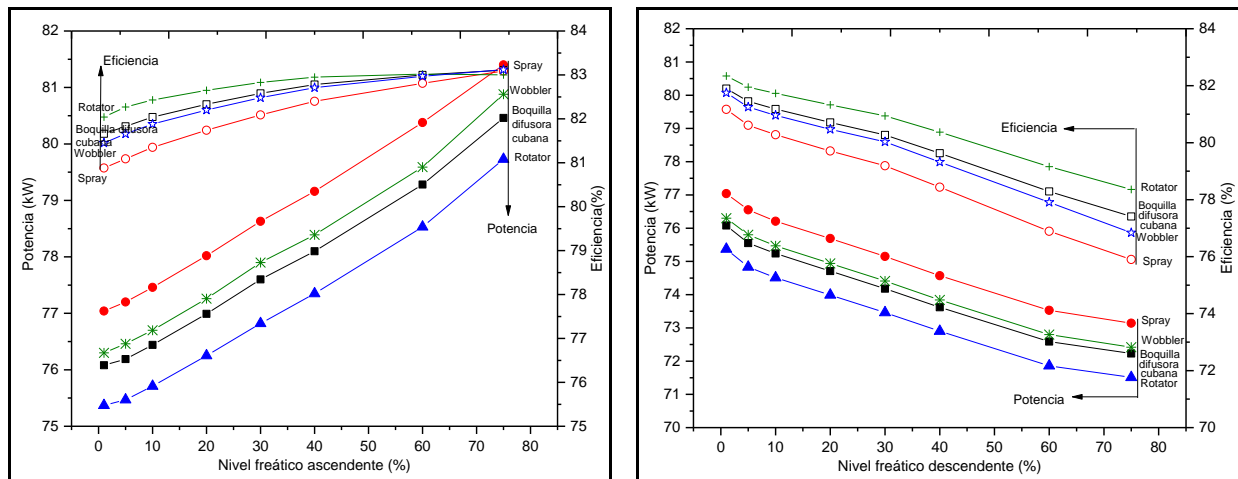 82
81
80
79
78
77
76
75
Potencia (kW)
84
83
82
81
80
79
78
77
76
75
Eficiencia(%)
0 10 20 30 40 50 60 70 80
Nivel freático ascendente (%)
Eficiencia
Rotator
Boquilla difusora
cubana
Wobbler
Spray
Spray
Wobbler
Boquilla
difusora
cubana
Rotator
Potencia
82
81
80
79
78
77
76
75
74
73
72
71
70
Potencia (kW)
84
82
80
78
76
74
72
70
Eficiencia (%)
0 10 20 30 40 50 60 70 80
Nivel freático descendente (%)
Eficiencia
Rotator
Boquilla
difusora
cubana
Wobbler
Spray
Spray
Wobbler
Boquilla
difusora
cubana
Rotator
Potencia